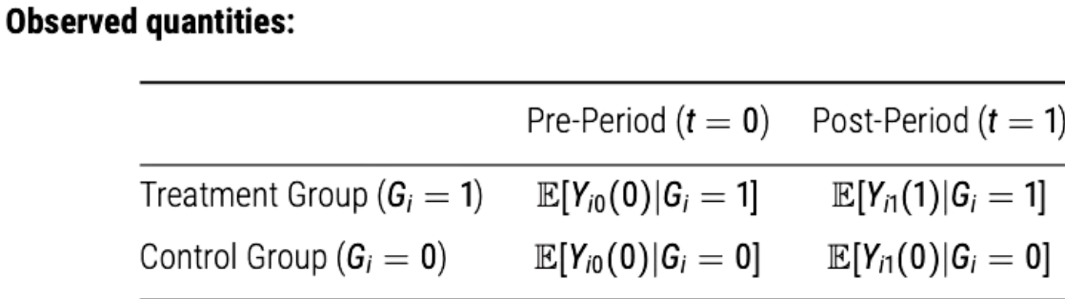 Observed quantities:
Pre-Period (t = 0) Post-Period (t = 1)
Treatment Group (Gᵢ = 1) 𝔼[Yᵢ₀(0)|Gᵢ = 1] 𝔼[Yᵢ₁(1)|Gᵢ = 1]
Control Group (Gᵢ = 0) 𝔼[Yᵢ₀(0)|Gᵢ = 0] 𝔼[Yᵢ₁(0)|Gᵢ = 0]